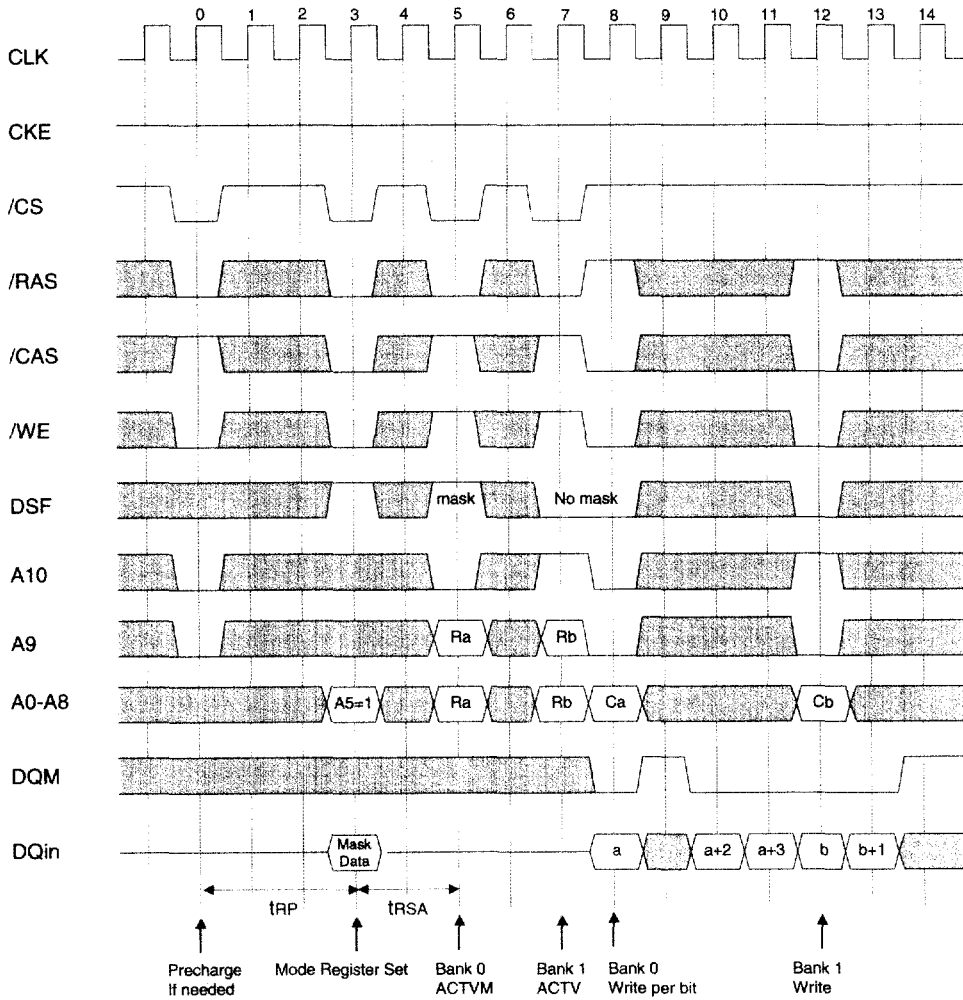 0 1 2 3 4 5 6 7 8 9 10 11 12 13 14
CLK
CKE
/CS
/RAS
/CAS
/WE
DSF mask No mask
A10
A9 Ra Rb
A0-A8 A5=1 Ra Rb Ca Cb
DQM
DQin Mask Data a a+2 a+3 b b+1
tRP tRSA
Precharge
If needed
Mode Register Set
Bank 0
ACTVM
Bank 1
ACTV
Bank 0
Write per bit
Bank 1
Write